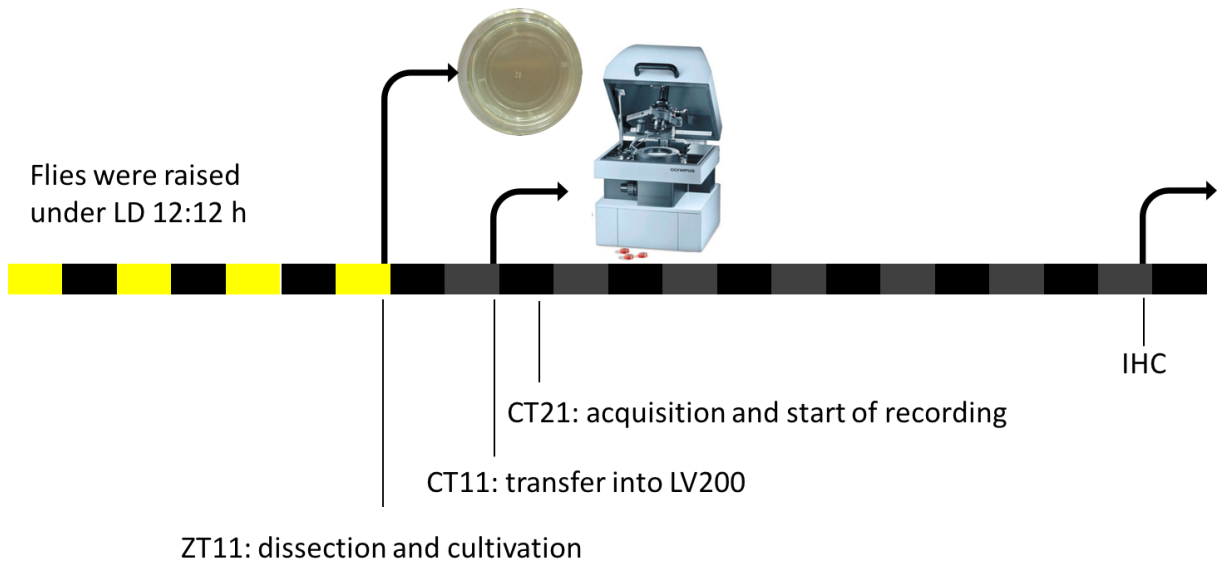 Flies were raised
under LD 12:12 h
OLYMPUS
IHC
CT21: acquisition and start of recording
CT11: transfer into LV200
ZT11: dissection and cultivation